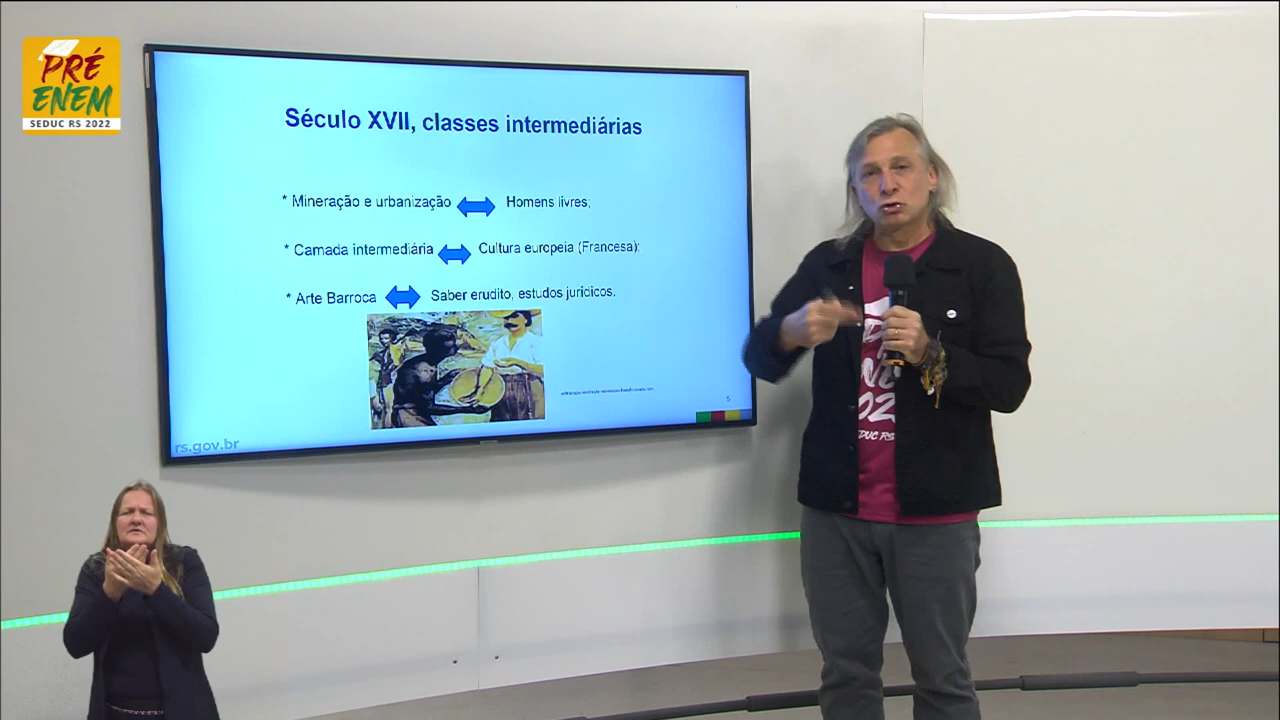 PRÉ
ENEM
SEDUC RS 2022
Século XVII, classes intermediárias
* Mineração e urbanização Homens livres;
* Camada intermediária Cultura europeia (Francesa);
* Arte Barroca Saber erudito, estudos jurídicos.
5
rs.gov.br